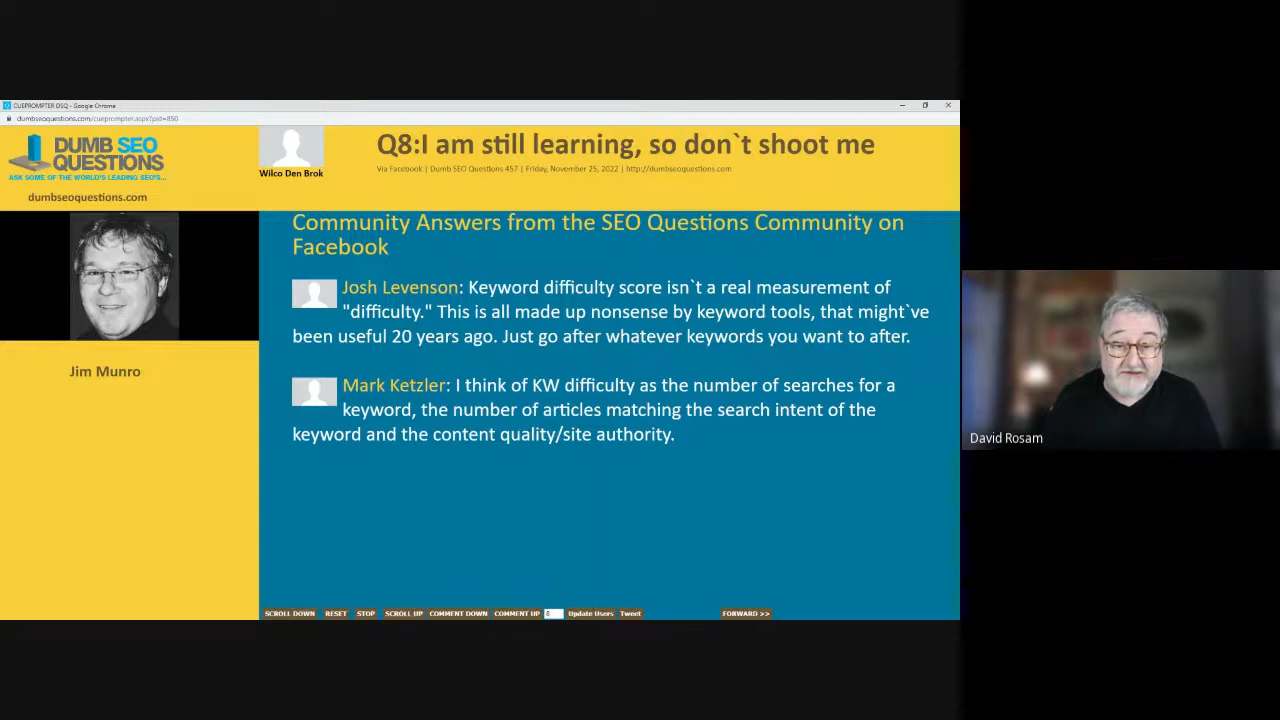 CUEPROMPTER DSQ - Google Chrome
dumbseoquestions.com/cueprompter.aspx?pid=850
DUMB SEO
QUESTIONS
ASK SOME OF THE WORLD'S LEADING SEO'S...
dumbseoquestions.com
Wilco Den Brok
Q8:I am still learning, so don`t shoot me
Via Facebook | Dumb SEO Questions 457 | Friday, November 25, 2022 | http://dumbseoquestions.com
Jim Munro
Community Answers from the SEO Questions Community on
Facebook
Josh Levenson: Keyword difficulty score isn`t a real measurement of
"difficulty." This is all made up nonsense by keyword tools, that might`ve
been useful 20 years ago. Just go after whatever keywords you want to after.
Mark Ketzler: I think of KW difficulty as the number of searches for a
keyword, the number of articles matching the search intent of the
keyword and the content quality/site authority.
SCROLL DOWN RESET STOP SCROLL UP COMMENT DOWN COMMENT UP 8 Update Users Tweet FORWARD >>
David Rosam